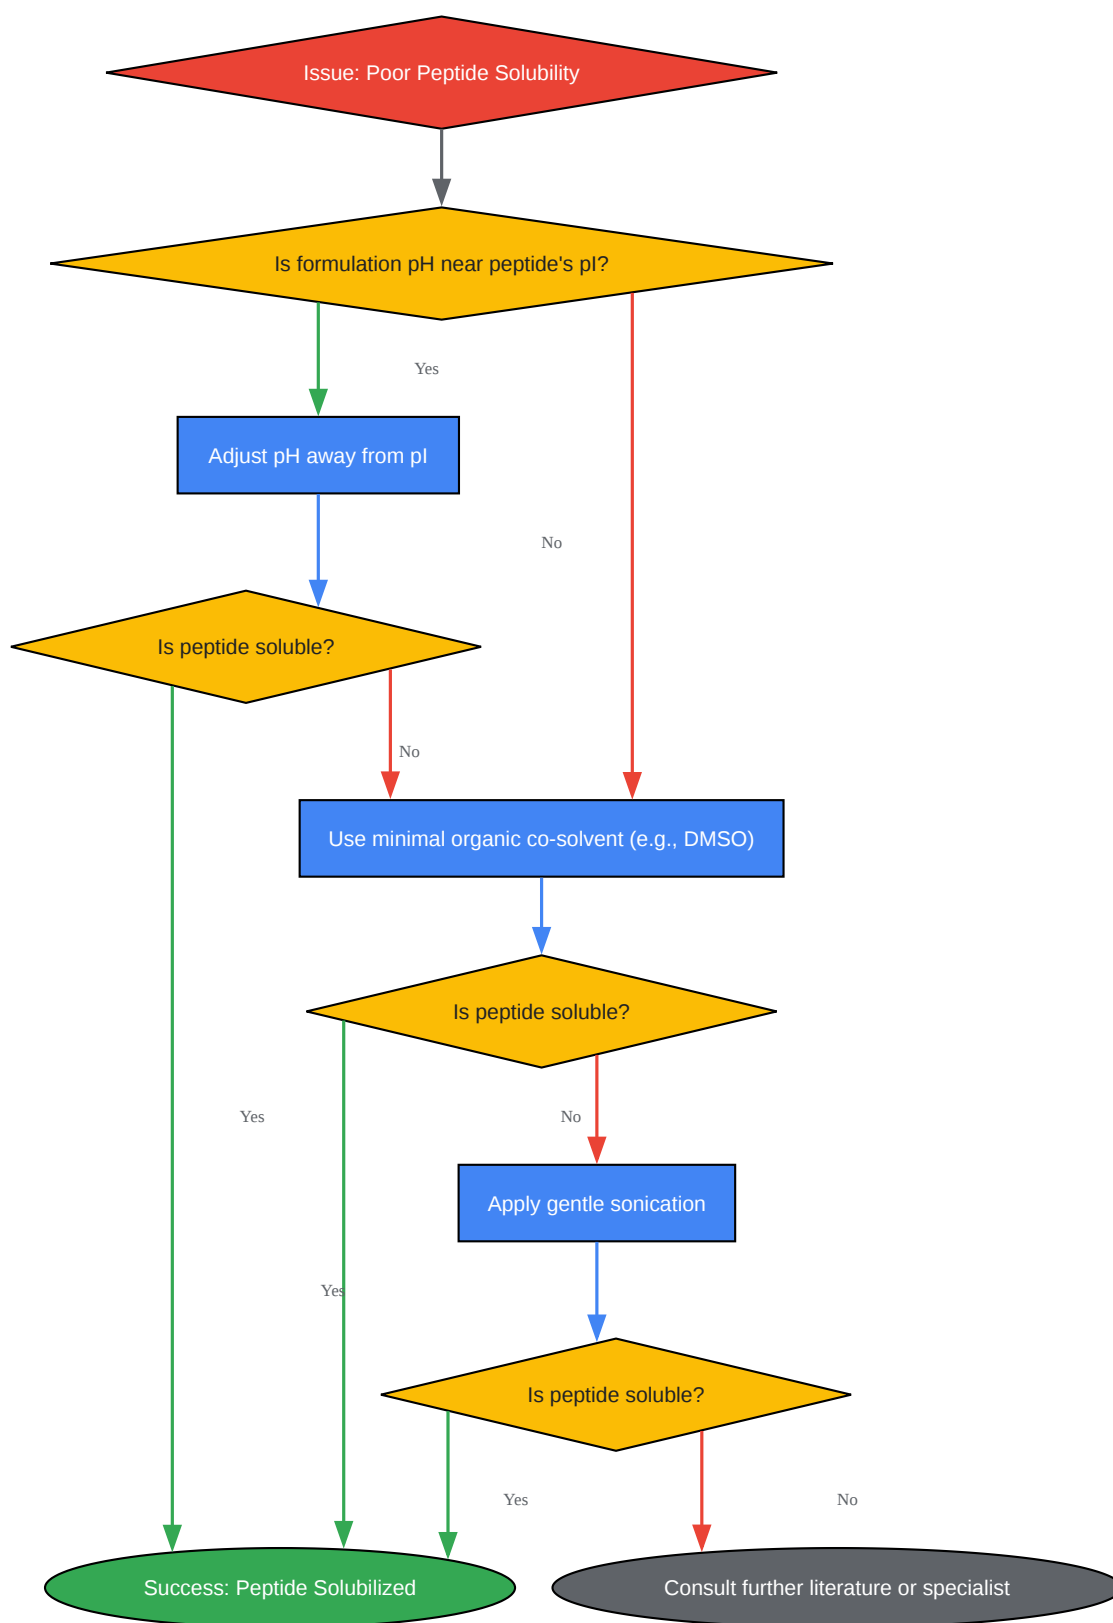 Issue: Poor Peptide Solubility
Is formulation pH near peptide's pI?
Yes
Adjust pH away from pI
No
Is peptide soluble?
No
Use minimal organic co-solvent (e.g., DMSO)
Is peptide soluble?
Yes
No
Apply gentle sonication
Yes
Is peptide soluble?
Yes
No
Success: Peptide Solubilized
Consult further literature or specialist